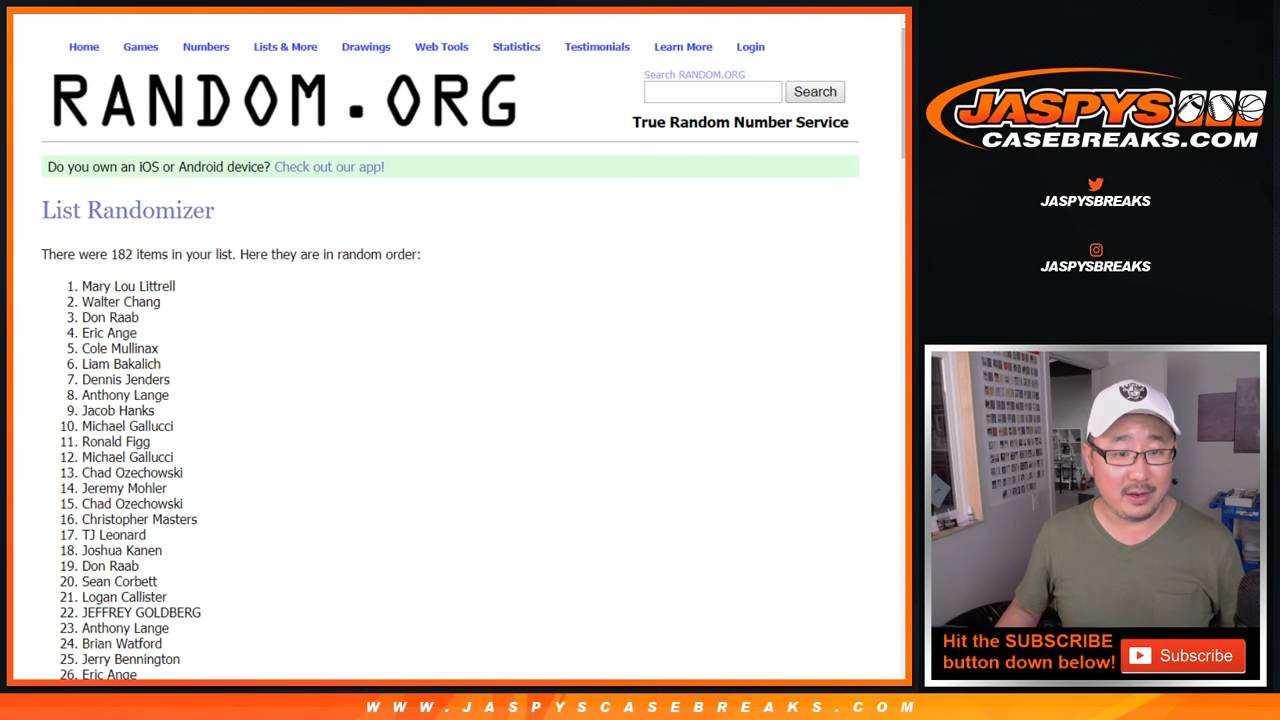 Home Games Numbers Lists & More Drawings Web Tools Statistics Testimonials Learn More Login
RANDOM.ORG
Search RANDOM.ORG
Search
True Random Number Service
Do you own an iOS or Android device? Check out our app!
List Randomizer
There were 182 items in your list. Here they are in random order:
1. Mary Lou Littrell
2. Walter Chang
3. Don Raab
4. Eric Ange
5. Cole Mullinax
6. Liam Bakalich
7. Dennis Jenders
8. Anthony Lange
9. Jacob Hanks
10. Michael Gallucci
11. Ronald Figg
12. Michael Gallucci
13. Chad Ozechowski
14. Jeremy Mohler
15. Chad Ozechowski
16. Christopher Masters
17. TJ Leonard
18. Joshua Kanen
19. Don Raab
20. Sean Corbett
21. Logan Callister
22. JEFFREY GOLDBERG
23. Anthony Lange
24. Brian Watford
25. Jerry Bennington
26. Eric Ange
JASPYS
CASEBREAKS.COM
JASPYSBREAKS
JASPYSBREAKS
Hit the SUBSCRIBE
button down below!
Subscribe
WWW.JASPYSCASEBREAKS.COM